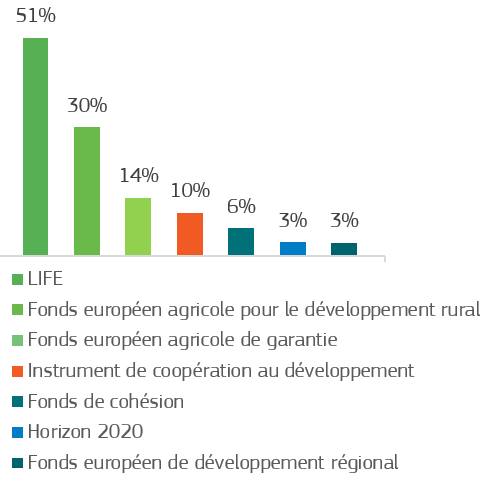 51%
30%
14%
10%
6%
3%
3%
LIFE
Fonds européen agricole pour le développement rural
Fonds européen agricole de garantie
Instrument de coopération au développement
Fonds de cohésion
Horizon 2020
Fonds européen de développement régional